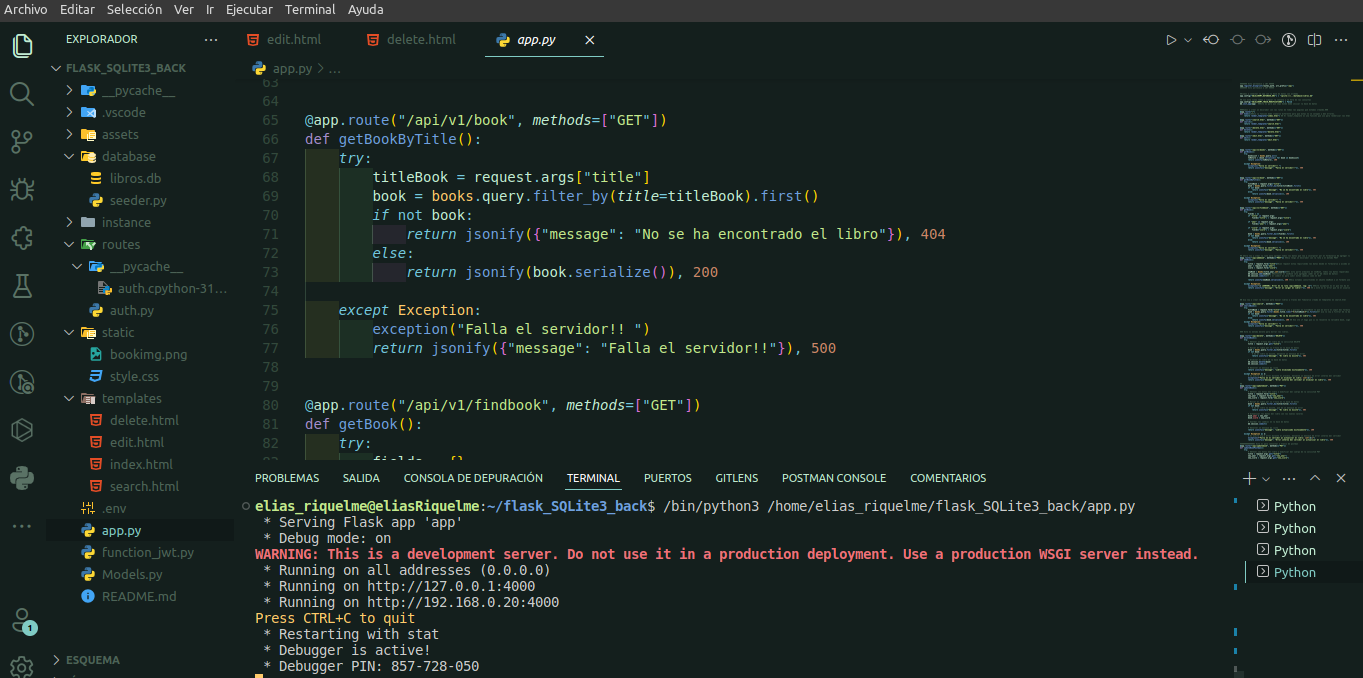 Archivo Editar Selección Ver Ir Ejecutar Terminal Ayuda
EXPLORADOR
edit.html delete.html app.py
FLASK_SQLITE3_BACK
app.py > ...
__pycache__
.vscode
assets
database
libros.db
seeder.py
instance
routes
__pycache__
auth.cpython-31...
auth.py
static
bookimg.png
style.css
templates
delete.html
edit.html
index.html
search.html
.env
app.py
function_jwt.py
Models.py
README.md
ESQUEMA
1
63
64
65 @app.route("/api/v1/book", methods=["GET"])
66 def getBookByTitle():
67 try:
68 titleBook = request.args["title"]
69 book = books.query.filter_by(title=titleBook).first()
70 if not book:
71 return jsonify({"message": "No se ha encontrado el libro"}), 404
72 else:
73 return jsonify(book.serialize()), 200
74
75 except Exception:
76 exception("Falla el servidor!! ")
77 return jsonify({"message": "Falla el servidor!!"}), 500
78
79
80 @app.route("/api/v1/findbook", methods=["GET"])
81 def getBook():
82 try:
83 fields = {}
PROBLEMAS SALIDA CONSOLA DE DEPURACIÓN TERMINAL PUERTOS GITLENS POSTMAN CONSOLE COMENTARIOS
elias_riquelme@eliasRiquelme:~/flask_SQLite3_back$ /bin/python3 /home/elias_riquelme/flask_SQLite3_back/app.py
* Serving Flask app 'app'
* Debug mode: on
WARNING: This is a development server. Do not use it in a production deployment. Use a production WSGI server instead.
* Running on all addresses (0.0.0.0)
* Running on http://127.0.0.1:4000
* Running on http://192.168.0.20:4000
Press CTRL+C to quit
* Restarting with stat
* Debugger is active!
* Debugger PIN: 857-728-050
Python
Python
Python
Python